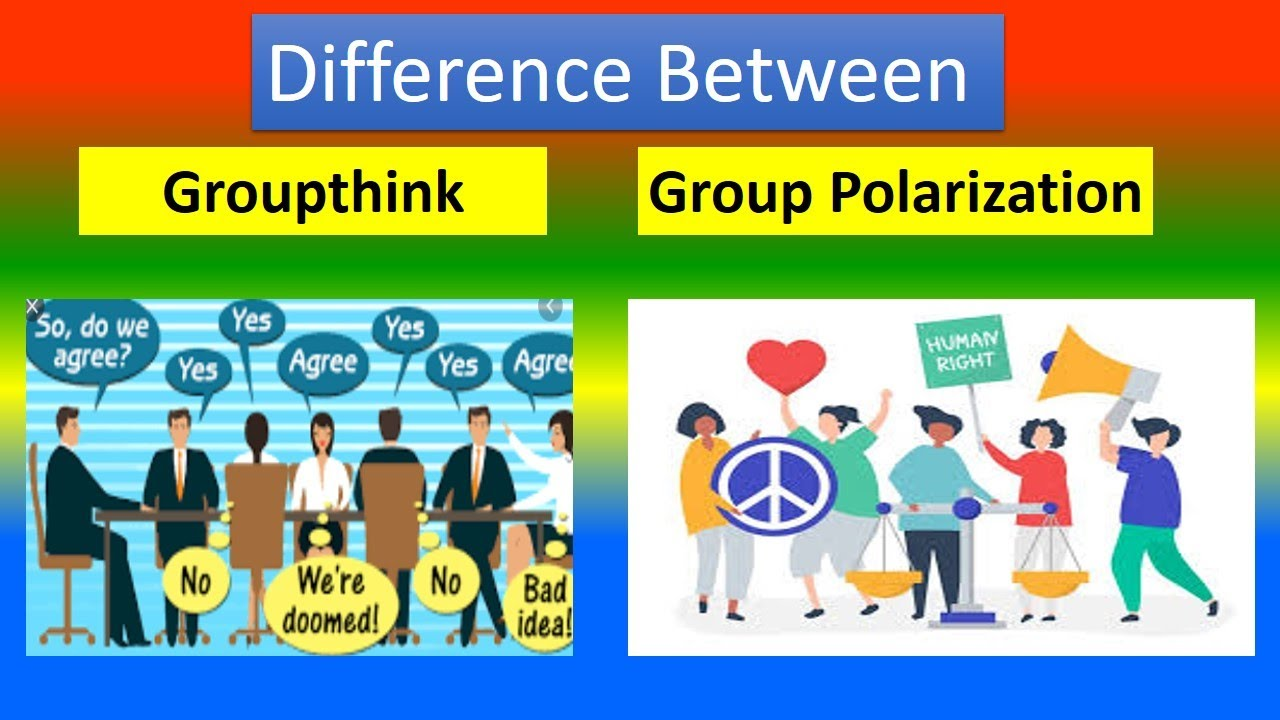 Difference Between
Groupthink
Group Polarization
So, do we
agree?
Yes
Yes
Agree
Yes
Yes
Agree
No
We're
doomed!
No
Bad
idea!
HUMAN
RIGHT